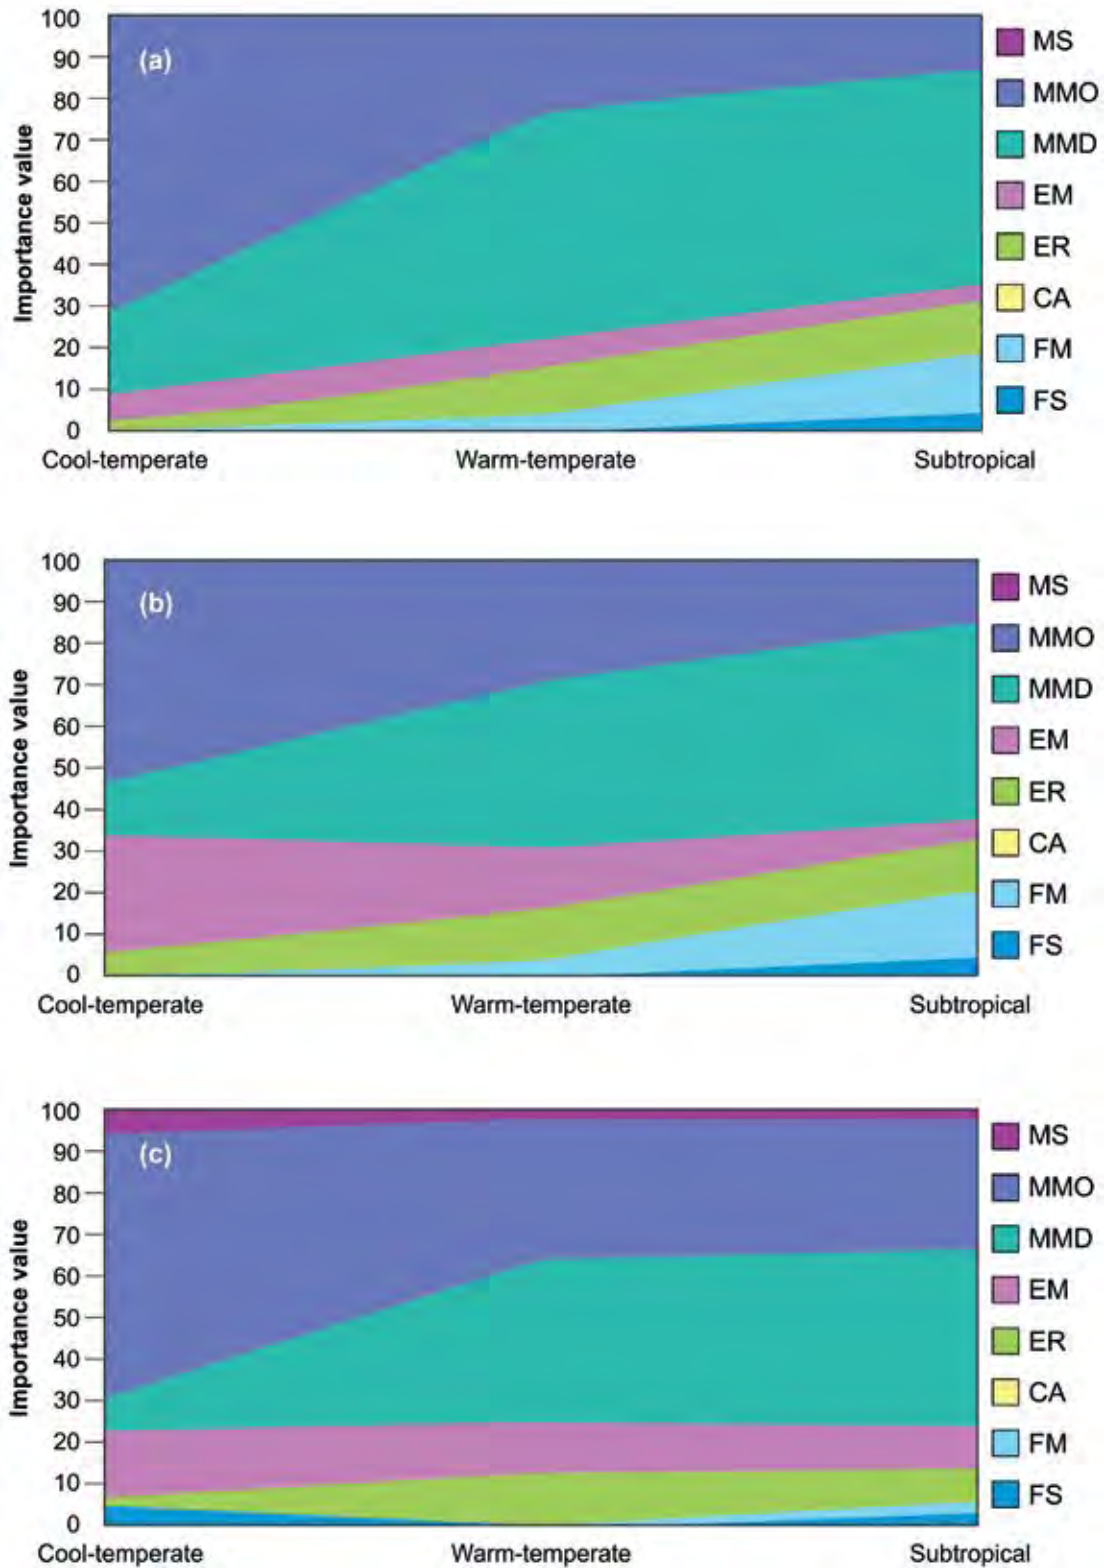 Importance value
100
90
80
70
60
50
40
30
20
10
0
(a)
Cool-temperate Warm-temperate Subtropical
MS
MMO
MMD
EM
ER
CA
FM
FS
Importance value
100
90
80
70
60
50
40
30
20
10
0
(b)
Cool-temperate Warm-temperate Subtropical
MS
MMO
MMD
EM
ER
CA
FM
FS
Importance value
100
90
80
70
60
50
40
30
20
10
0
(c)
Cool-temperate Warm-temperate Subtropical
MS
MMO
MMD
EM
ER
CA
FM
FS